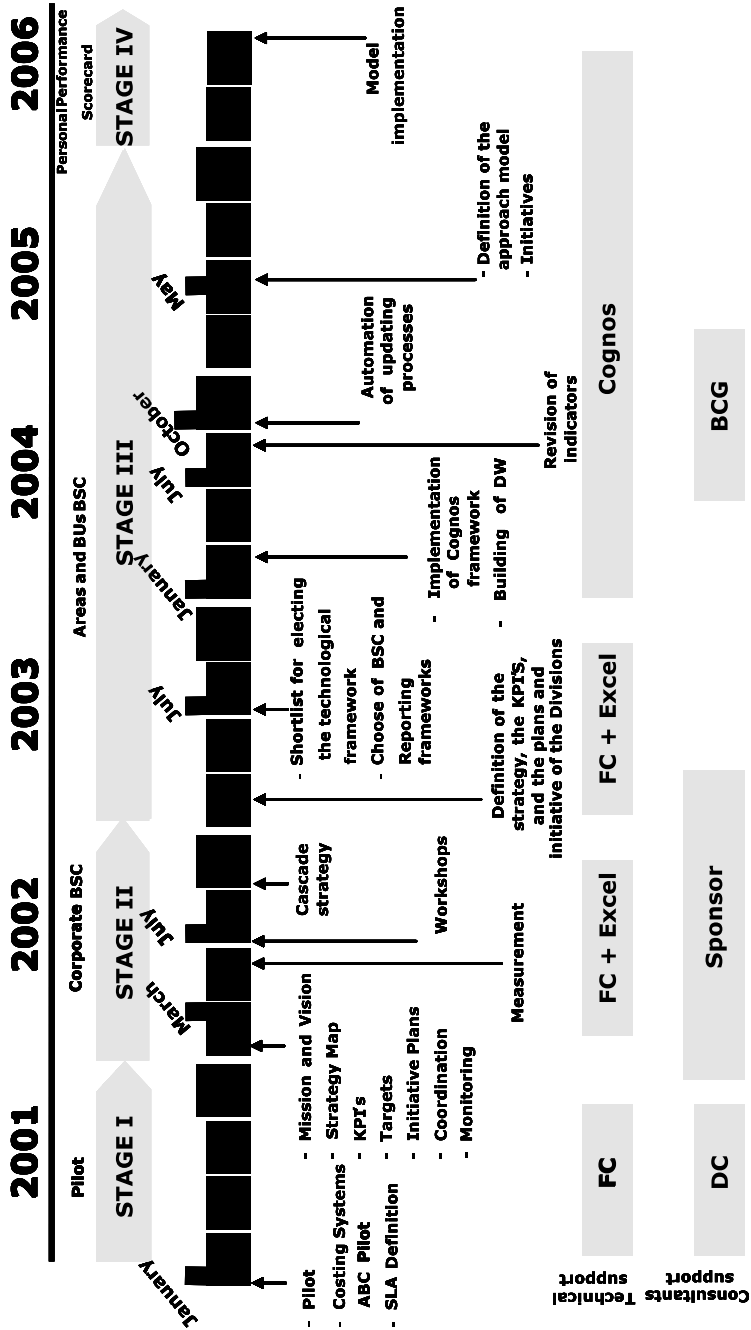 2001
2002
2003
2004
2005
2006
Pilot
Corporate BSC
Areas and BUs BSC
Personal Performance
Scorecard
STAGE I
STAGE II
STAGE III
STAGE IV
January
March
July
July
January
July
October
May
- Pilot
- Costing Systems
ABC Pilot
- SLA Definition
- Mission and Vision
- Strategy Map
- KPI's
- Targets
- Initiative Plans
- Coordination
- Monitoring
Measurement
Workshops
Cascade
strategy
Definition of the
strategy, the KPI'S,
and the plans and
initiative of the Divisions
- Shortlist for electing
the technological
framework
- Choose of BSC and
Reporting
frameworks
- Implementation
of Cognos
framework
- Building of DW
Revision of
indicators
Automation
of updating
processes
- Definition of the
approach model
- Initiatives
Model
implementation
Technical
support
FC
FC + Excel
FC + Excel
Cognos
Consultants
support
DC
Sponsor
BCG